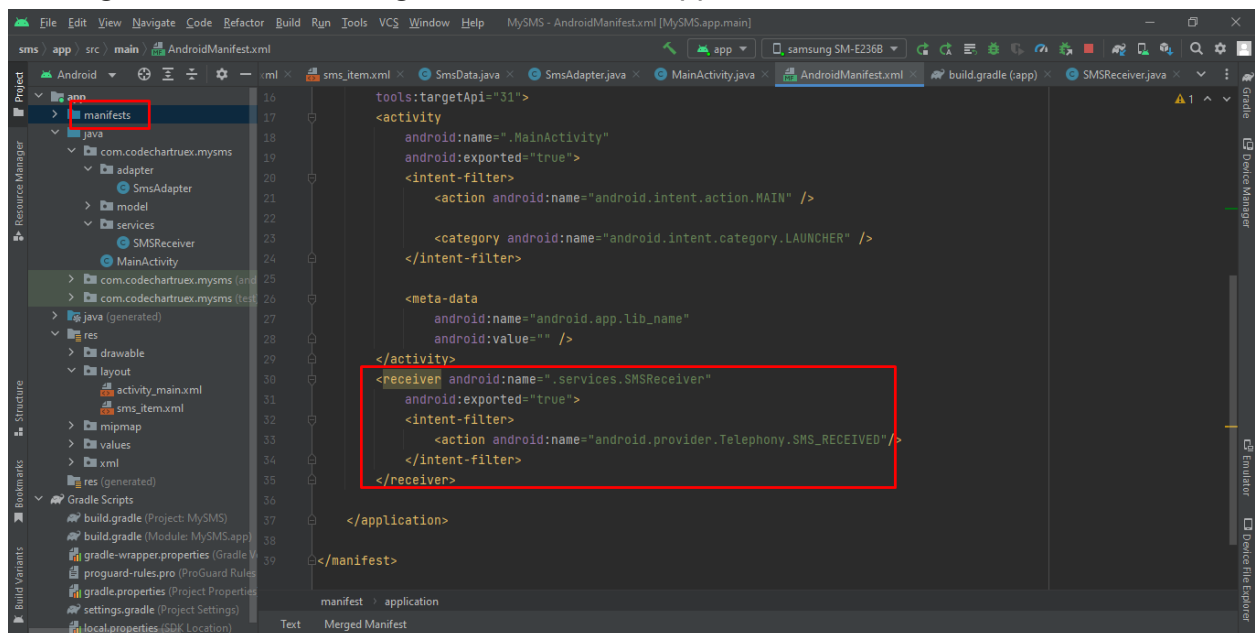 File Edit View Navigate Code Refactor Build Run Tools VCS Window Help MySMS - AndroidManifest.xml [MySMS.app.main]
sms app src main AndroidManifest.xml
app samsung SM-E236B
Android
xml sms_item.xml SmsData.java SmsAdapter.java MainActivity.java AndroidManifest.xml build.gradle (:app) SMSReceiver.java
Project
Resource Manager
Structure
Bookmarks
Build Variants
app
manifests
java
com.codechartruex.mysms
adapter
SmsAdapter
model
services
SMSReceiver
MainActivity
com.codechartruex.mysms (and
com.codechartruex.mysms (test
java (generated)
res
drawable
layout
activity_main.xml
sms_item.xml
mipmap
values
xml
res (generated)
Gradle Scripts
build.gradle (Project: MySMS)
build.gradle (Module: MySMS.app)
gradle-wrapper.properties (Gradle V
proguard-rules.pro (ProGuard Rules
gradle.properties (Project Properties
settings.gradle (Project Settings)
local.properties (SDK Location)
16 tools:targetApi="31">
17 <activity
18 android:name=".MainActivity"
19 android:exported="true">
20 <intent-filter>
21 <action android:name="android.intent.action.MAIN" />
22
23 <category android:name="android.intent.category.LAUNCHER" />
24 </intent-filter>
25
26 <meta-data
27 android:name="android.app.lib_name"
28 android:value="" />
29 </activity>
30 <receiver android:name=".services.SMSReceiver"
31 android:exported="true">
32 <intent-filter>
33 <action android:name="android.provider.Telephony.SMS_RECEIVED"/>
34 </intent-filter>
35 </receiver>
36
37 </application>
38
39 </manifest>
1
manifest application
Text Merged Manifest
Gradle
Device Manager
Emulator
Device File Explorer